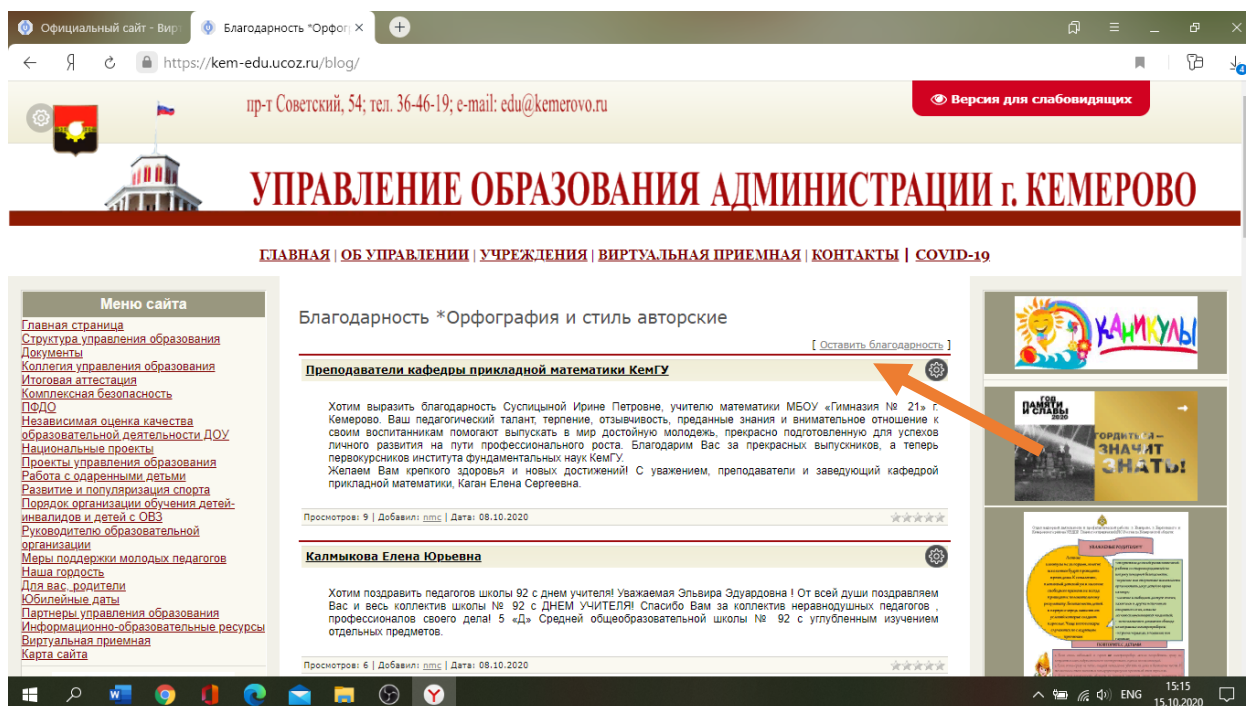 Официальный сайт - Вирт
Благодарность "Орфог
https://kem-edu.ucoz.ru/blog/
4
пр-т Советский, 54; тел. 36-46-19; e-mail: edu@kemerovo.ru
Версия для слабовидящих
УПРАВЛЕНИЕ ОБРАЗОВАНИЯ АДМИНИСТРАЦИИ г. КЕМЕРОВО
ГЛАВНАЯ | ОБ УПРАВЛЕНИИ | УЧРЕЖДЕНИЯ | ВИРТУАЛЬНАЯ ПРИЕМНАЯ | КОНТАКТЫ | COVID-19
Меню сайта
Главная страница
Структура управления образования
Документы
Коллегия управления образования
Итоговая аттестация
Комплексная безопасность
ПФДО
Независимая оценка качества
образовательной деятельности ДОУ
Национальные проекты
Проекты управления образования
Работа с одаренными детьми
Развитие и популяризация спорта
Порядок организации обучения детей-
инвалидов и детей с ОВЗ
Руководителю образовательной
организации
Меры поддержки молодых педагогов
Наша гордость
Для вас, родители
Юбилейные даты
Партнеры управления образования
Информационно-образовательные ресурсы
Виртуальная приемная
Карта сайта
Благодарность *Орфография и стиль авторские
[ Оставить благодарность ]
Преподаватели кафедры прикладной математики КемГУ
Хотим выразить благодарность Суспицыной Ирине Петровне, учителю математики МБОУ «Гимназия № 21» г.
Кемерово. Ваш педагогический талант, терпение, отзывчивость, преданные знания и внимательное отношение к
своим воспитанникам помогают выпускать в мир достойную молодежь, прекрасно подготовленную для успехов
личного развития на пути профессионального роста. Благодарим Вас за прекрасных выпускников, а теперь
первокурсников института фундаментальных наук КемГУ.
Желаем Вам крепкого здоровья и новых достижений! С уважением, преподаватели и заведующий кафедрой
прикладной математики, Каган Елена Сергеевна.
Просмотров: 9 | Добавил: nmc | Дата: 08.10.2020
Калмыкова Елена Юрьевна
Хотим поздравить педагогов школы 92 с днем учителя! Уважаемая Эльвира Эдуардовна ! От всей души поздравляем
Вас и весь коллектив школы № 92 с ДНЕМ УЧИТЕЛЯ! Спасибо Вам за коллектив неравнодушных педагогов ,
профессионалов своего дела! 5 «Д» Средней общеобразовательной школы № 92 с углубленным изучением
отдельных предметов.
Просмотров: 6 | Добавил: nmc | Дата: 08.10.2020
КАНИКУЛЫ
ГОД
ПАМЯТИ
И СЛАВЫ
2020
ГОРДИТЬСЯ –
ЗНАЧИТ
ЗНАТЬ!
УВАЖАЕМЫЕ РОДИТЕЛИ!!!
ENG
15:15
15.10.2020